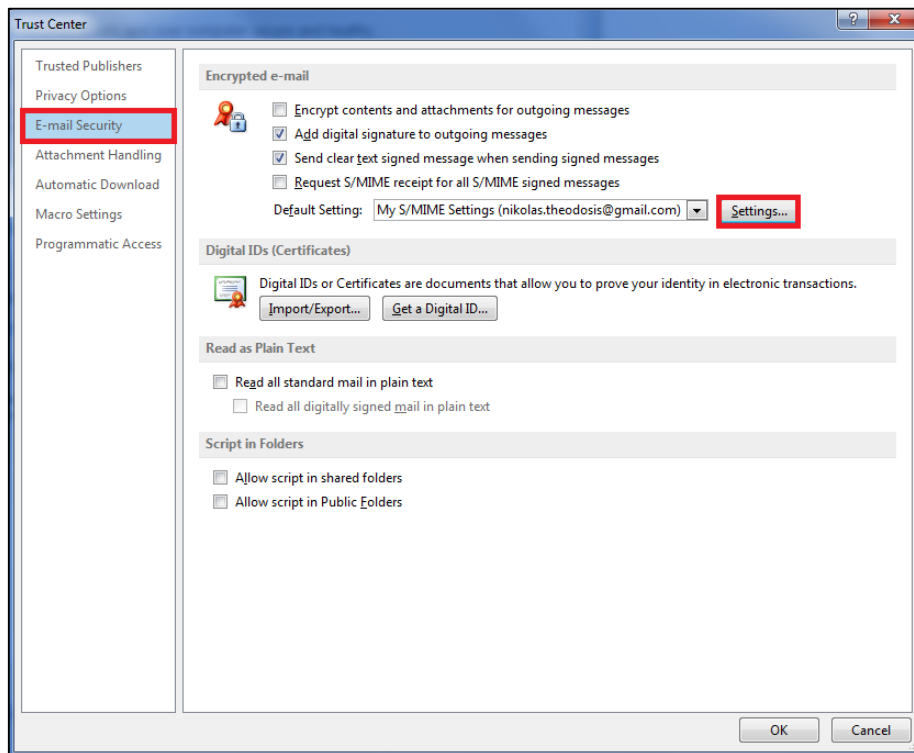 Trust Center
Trusted Publishers
Privacy Options
E-mail Security
Attachment Handling
Automatic Download
Macro Settings
Programmatic Access
Encrypted e-mail
Encrypt contents and attachments for outgoing messages
Add digital signature to outgoing messages
Send clear text signed message when sending signed messages
Request S/MIME receipt for all S/MIME signed messages
Default Setting: My S/MIME Settings (nikolas.theodosis@gmail.com) Settings...
Digital IDs (Certificates)
Digital IDs or Certificates are documents that allow you to prove your identity in electronic transactions.
Import/Export... Get a Digital ID...
Read as Plain Text
Read all standard mail in plain text
Read all digitally signed mail in plain text
Script in Folders
Allow script in shared folders
Allow script in Public Folders
OK Cancel